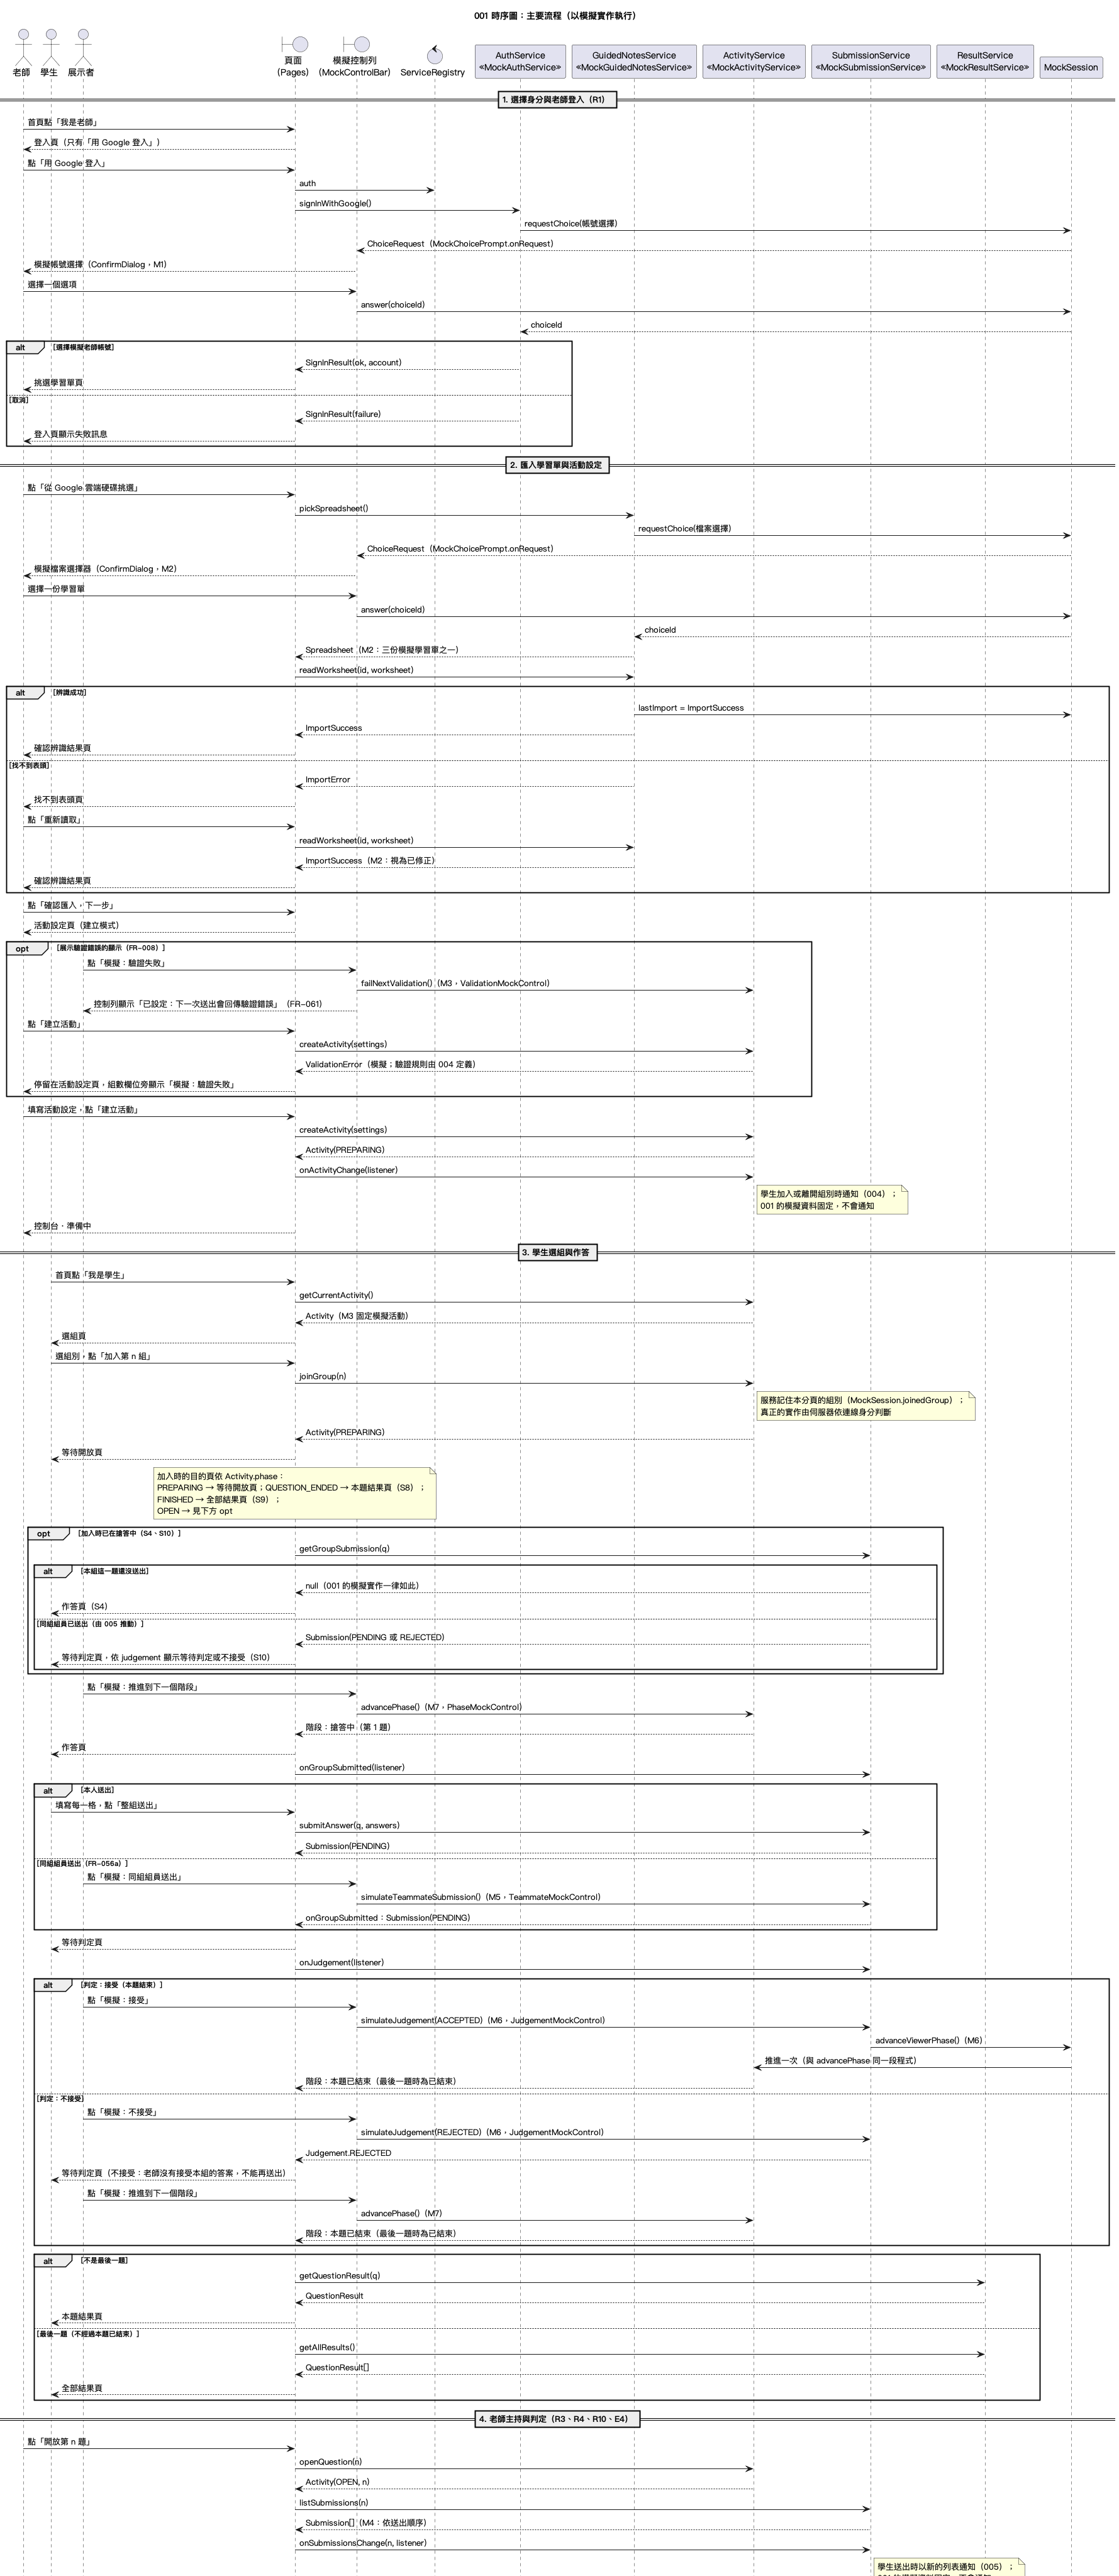 001 時序圖：主要流程（以模擬實作執行）
老師
學生
展示者
頁面
(Pages)
模擬控制列
(MockControlBar)
ServiceRegistry
AuthService
«MockAuthService»
GuidedNotesService
«MockGuidedNotesService»
ActivityService
«MockActivityService»
SubmissionService
«MockSubmissionService»
ResultService
«MockResultService»
MockSession
1. 選擇身分與老師登入（R1）
首頁點「我是老師」
登入頁（只有「用 Google 登入」）
點「用 Google 登入」
auth
signInWithGoogle()
requestChoice(帳號選擇)
ChoiceRequest（MockChoicePrompt.onRequest）
模擬帳號選擇（ConfirmDialog，M1）
選擇一個選項
answer(choiceId)
choiceId
alt [選擇模擬老師帳號]
SignInResult(ok, account)
挑選學習單頁
[取消]
SignInResult(failure)
登入頁顯示失敗訊息
2. 匯入學習單與活動設定
點「從 Google 雲端硬碟挑選」
pickSpreadsheet()
requestChoice(檔案選擇)
ChoiceRequest（MockChoicePrompt.onRequest）
模擬檔案選擇器（ConfirmDialog，M2）
選擇一份學習單
answer(choiceId)
choiceId
Spreadsheet（M2：三份模擬學習單之一）
readWorksheet(id, worksheet)
alt [辨識成功]
lastImport = ImportSuccess
ImportSuccess
確認辨識結果頁
[找不到表頭]
ImportError
找不到表頭頁
點「重新讀取」
readWorksheet(id, worksheet)
ImportSuccess（M2：視為已修正）
確認辨識結果頁
點「確認匯入，下一步」
活動設定頁（建立模式）
opt [展示驗證錯誤的顯示（FR-008）]
點「模擬：驗證失敗」
failNextValidation()（M3，ValidationMockControl）
控制列顯示「已設定：下一次送出會回傳驗證錯誤」（FR-061）
點「建立活動」
createActivity(settings)
ValidationError（模擬；驗證規則由 004 定義）
停留在活動設定頁，組數欄位旁顯示「模擬：驗證失敗」
填寫活動設定，點「建立活動」
createActivity(settings)
Activity(PREPARING)
onActivityChange(listener)
學生加入或離開組別時通知（004）；
001 的模擬資料固定，不會通知
控制台．準備中
3. 學生選組與作答
首頁點「我是學生」
getCurrentActivity()
Activity（M3 固定模擬活動）
選組頁
選組別，點「加入第 n 組」
joinGroup(n)
服務記住本分頁的組別（MockSession.joinedGroup）；
真正的實作由伺服器依連線身分判斷
Activity(PREPARING)
等待開放頁
加入時的目的頁依 Activity.phase：
PREPARING → 等待開放頁；QUESTION_ENDED → 本題結果頁（S8）；
FINISHED → 全部結果頁（S9）；
OPEN → 見下方 opt
opt [加入時已在搶答中（S4、S10）]
getGroupSubmission(q)
alt [本組這一題還沒送出]
null（001 的模擬實作一律如此）
作答頁（S4）
[同組組員已送出（由 005 推動）]
Submission(PENDING 或 REJECTED)
等待判定頁，依 judgement 顯示等待判定或不接受（S10）
點「模擬：推進到下一個階段」
advancePhase()（M7，PhaseMockControl）
階段：搶答中（第 1 題）
作答頁
onGroupSubmitted(listener)
alt [本人送出]
填寫每一格，點「整組送出」
submitAnswer(q, answers)
Submission(PENDING)
[同組組員送出（FR-056a）]
點「模擬：同組組員送出」
simulateTeammateSubmission()（M5，TeammateMockControl）
onGroupSubmitted：Submission(PENDING)
等待判定頁
onJudgement(listener)
alt [判定：接受（本題結束）]
點「模擬：接受」
simulateJudgement(ACCEPTED)（M6，JudgementMockControl）
advanceViewerPhase()（M6）
推進一次（與 advancePhase 同一段程式）
階段：本題已結束（最後一題時為已結束）
[判定：不接受]
點「模擬：不接受」
simulateJudgement(REJECTED)（M6，JudgementMockControl）
Judgement.REJECTED
等待判定頁（不接受：老師沒有接受本組的答案，不能再送出）
點「模擬：推進到下一個階段」
advancePhase()（M7）
階段：本題已結束（最後一題時為已結束）
alt [不是最後一題]
getQuestionResult(q)
QuestionResult
本題結果頁
[最後一題（不經過本題已結束）]
getAllResults()
QuestionResult[]
全部結果頁
4. 老師主持與判定（R3、R4、R10、E4）
點「開放第 n 題」
openQuestion(n)
Activity(OPEN, n)
listSubmissions(n)
Submission[]（M4：依送出順序）
onSubmissionsChange(n, listener)
學生送出時以新的列表通知（005）；